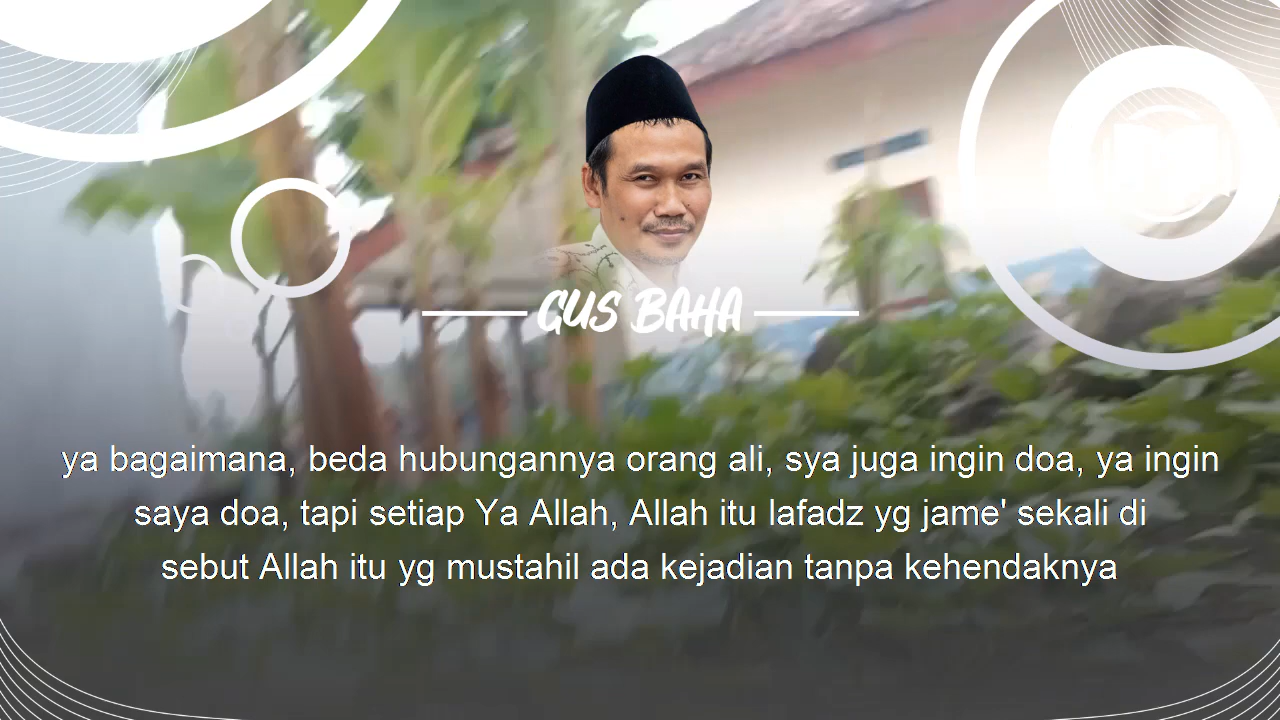 GUS BAHA
ya bagaimana, beda hubungannya orang ali, sya juga ingin doa, ya ingin
saya doa, tapi setiap Ya Allah, Allah itu lafadz yg jame' sekali di
sebut Allah itu yg mustahil ada kejadian tanpa kehendaknya